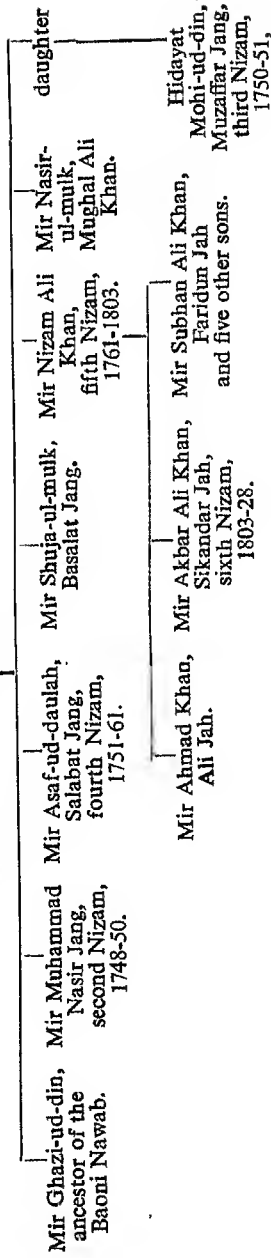 Mir Ghazi-ud-din,
ancestor of the
Baoni Nawab.
Mir Muhammad
Nasir Jang,
second Nizam,
1748-50.
Mir Asaf-ud-daulah,
Salabat Jang,
fourth Nizam,
1751-61.
Mir Shuja-ul-mulk,
Basalat Jang.
Mir Nizam Ali
Khan,
fifth Nizam,
1761-1803.
Mir Nasir-
ul-mulk,
Mughal Ali
Khan.
daughter
Mir Ahmad Khan,
Ali Jah.
Mir Akbar Ali Khan,
Sikandar Jah,
sixth Nizam,
1803-28.
Mir Subhan Ali Khan,
Faridun Jah
and five other sons.
Hidayat
Mohi-ud-din,
Muzaffar Jang,
third Nizam,
1750-51,